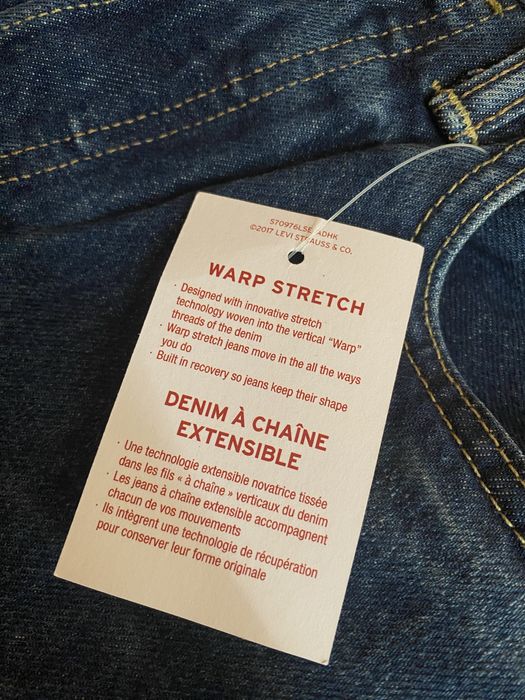 S70976LSE ADHK
©2017 LEVI STRAUSS & CO.
WARP STRETCH
· Designed with innovative stretch
technology woven into the vertical “Warp”
threads of the denim
· Warp stretch jeans move in the all the ways
you do
· Built in recovery so jeans keep their shape
DENIM À CHAÎNE
EXTENSIBLE
· Une technologie extensible novatrice tissée
dans les fils « à chaîne » verticaux du denim
· Les jeans à chaîne extensible accompagnent
chacun de vos mouvements
· Ils intègrent une technologie de récupération
pour conserver leur forme originale